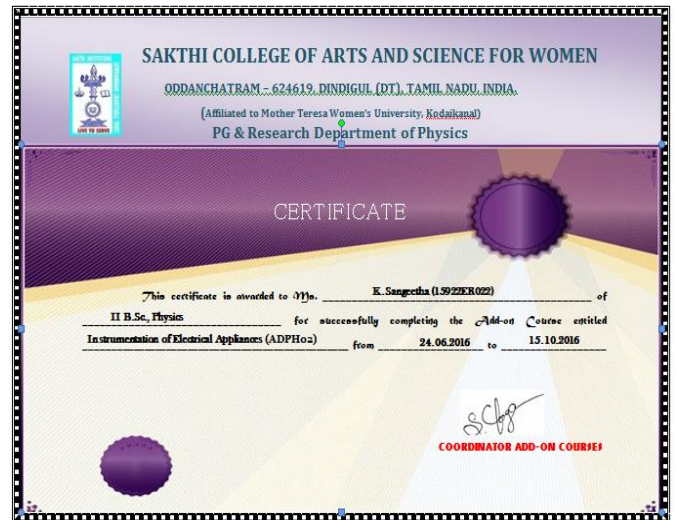 SAKTHI COLLEGE OF ARTS AND SCIENCE FOR WOMEN
ODDANCHATRAM – 624619, DINDIGUL (DT), TAMIL NADU, INDIA.
(Affiliated to Mother Teresa Women's University, Kodaikanal)
PG & Research Department of Physics
LIVE TO SERVE
CERTIFICATE
This certificate is awarded to Ms. K. Sangeetha (15922ER022) of
II B.Sc., Physics for successfully completing the Add-on Course entitled
Instrumentation of Electrical Appliances (ADPH02) from 24.06.2016 to 15.10.2016
COORDINATOR ADD-ON COURSES